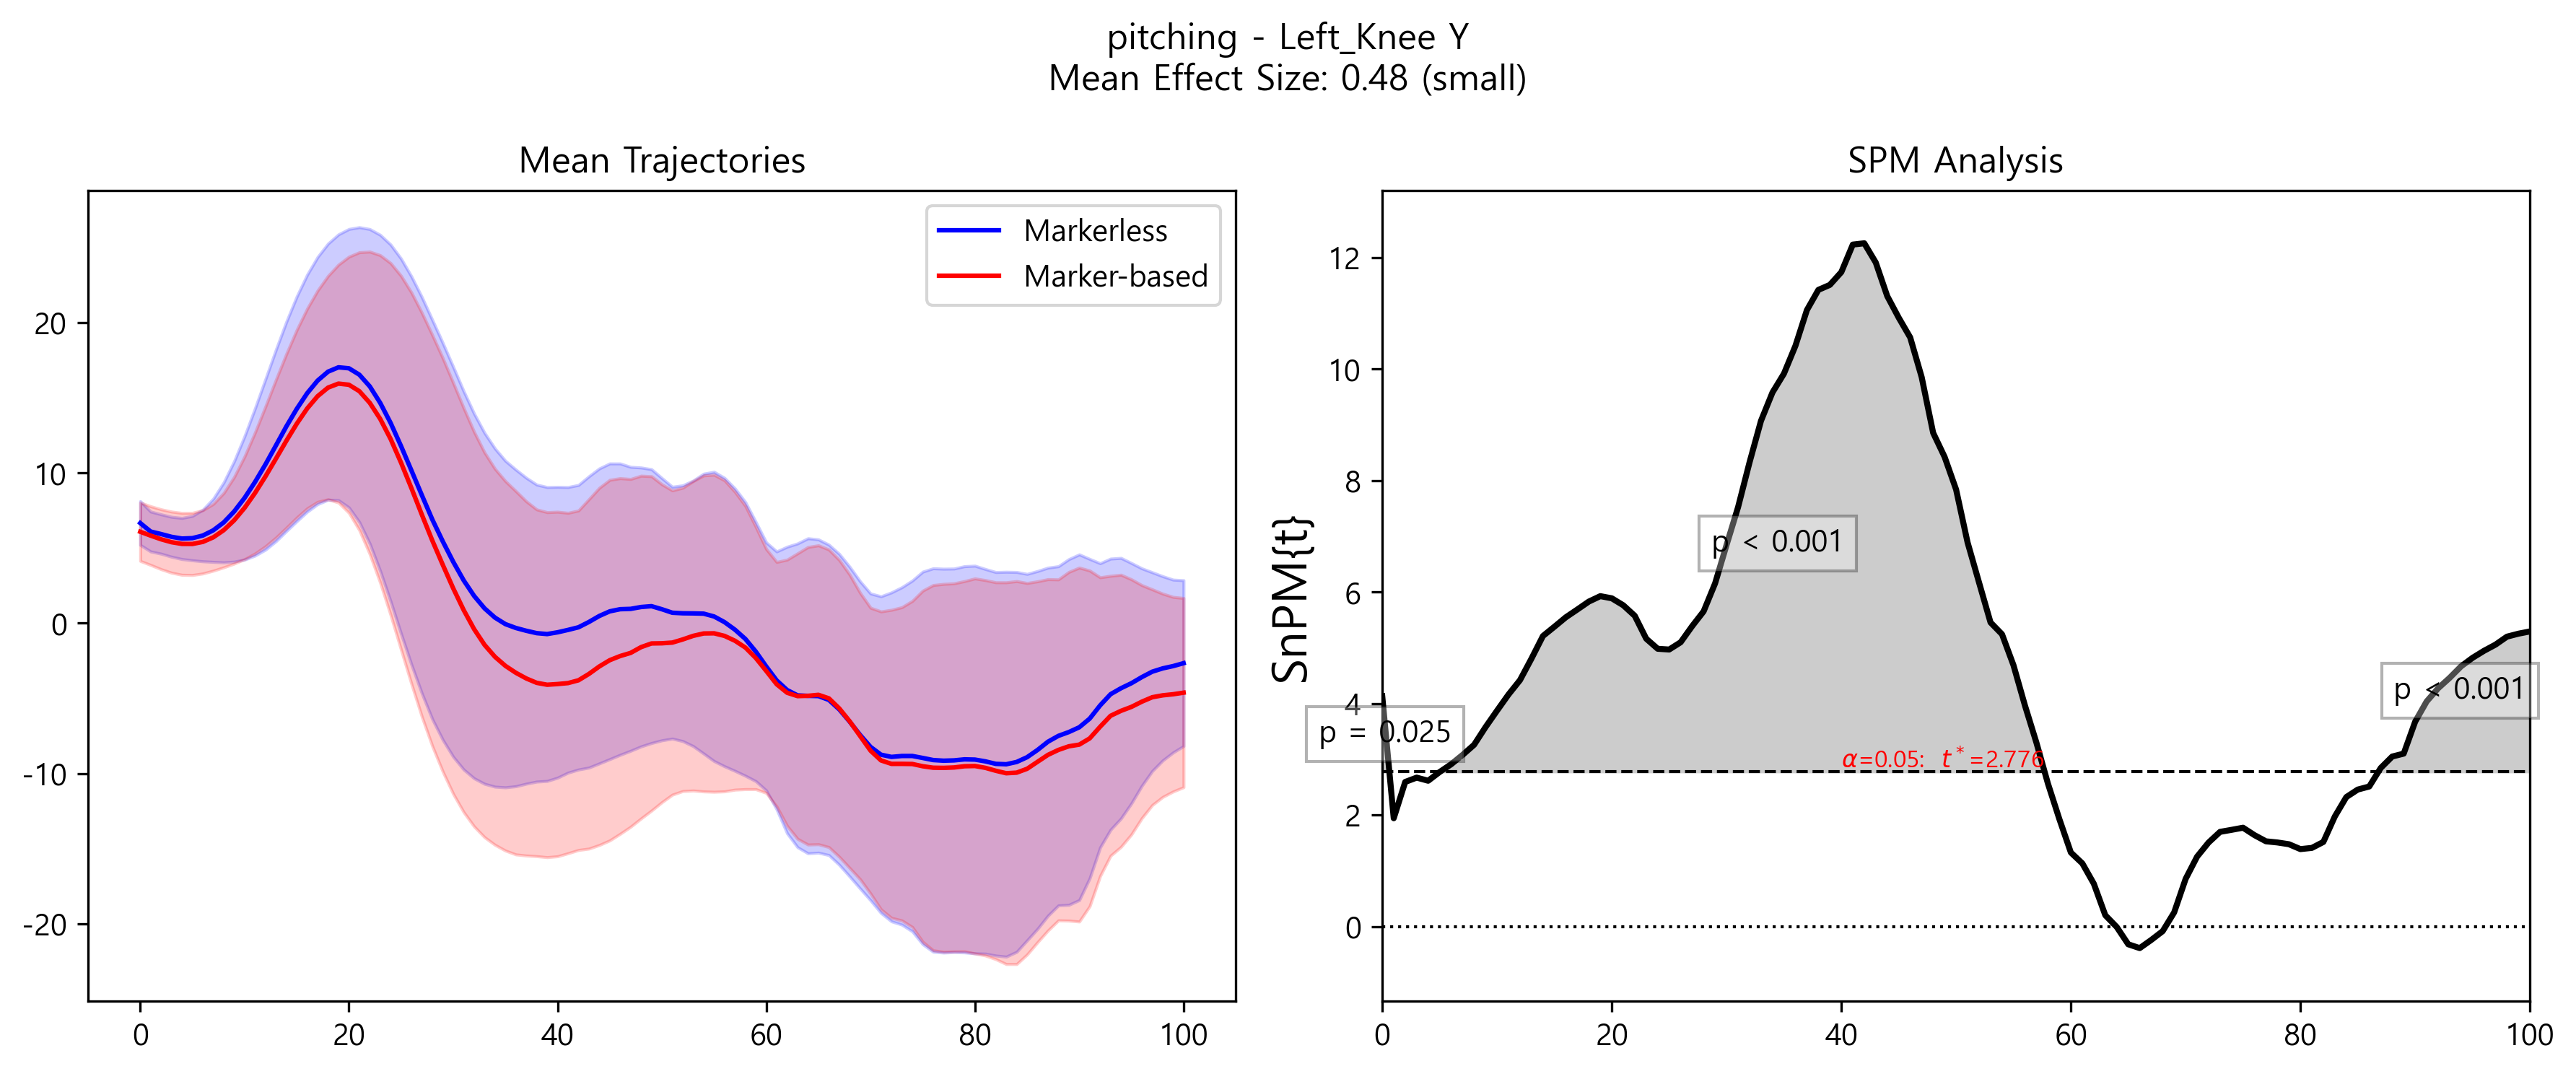 pitching - Left_Knee Y
Mean Effect Size: 0.48 (small)
Mean Trajectories
Markerless
Marker-based
20
10
0
-10
-20
0 20 40 60 80 100
SPM Analysis
SnPM{t}
12
10
8
6
4
2
0
p = 0.025
p < 0.001
p < 0.001
α=0.05: t*=2.776
0 20 40 60 80 100